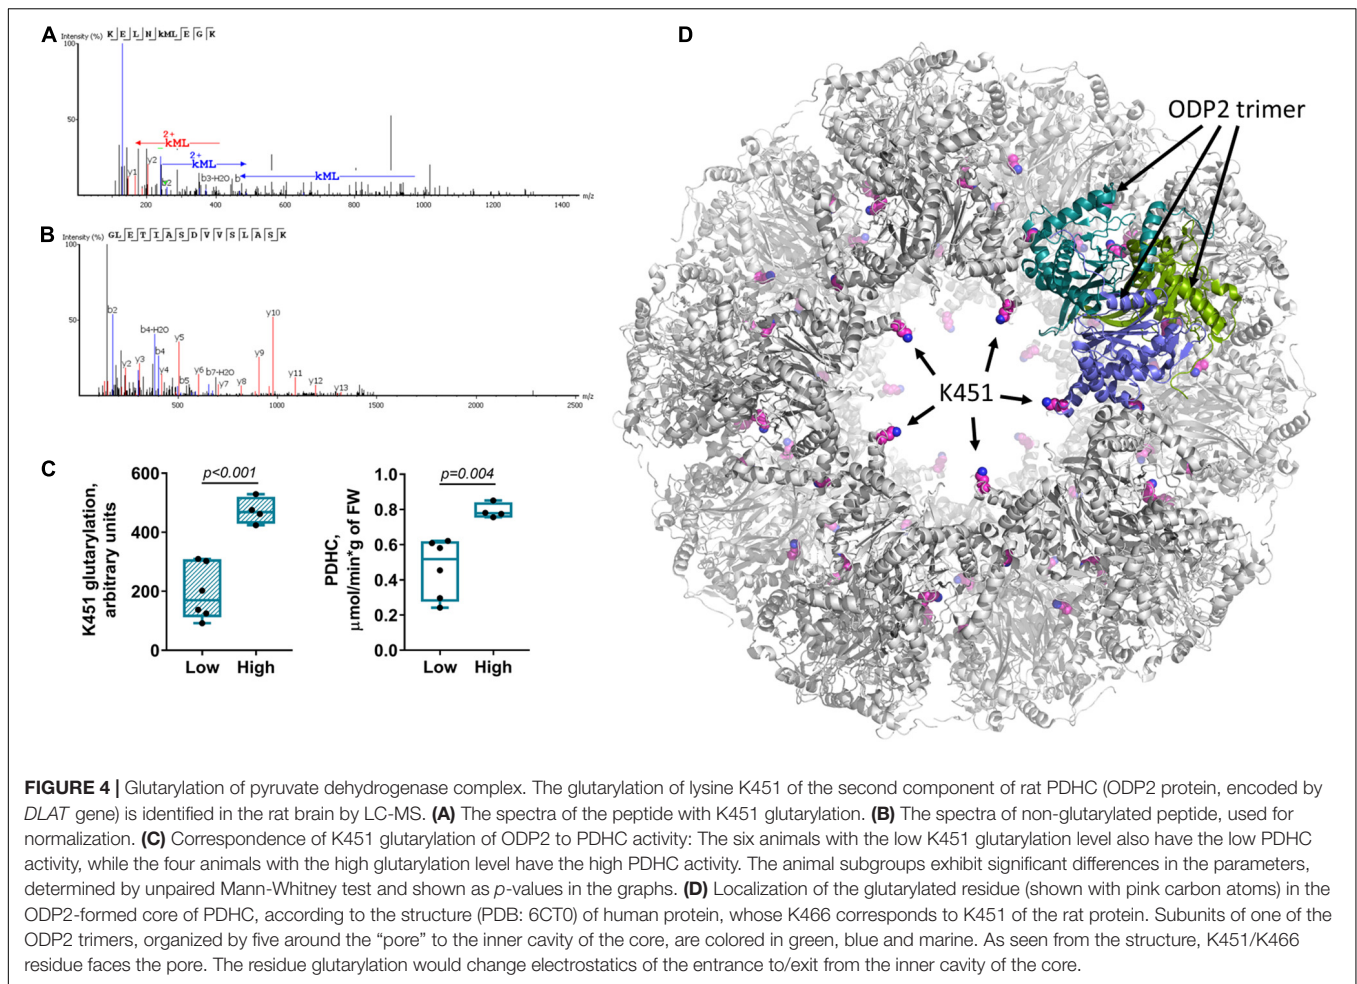 A
Intensity (%)
K E L N kML E G K
100
50
2+
kML
2+
kML
kML
y1
y2
b2
b3-H2O
b
200 400 600 800 1000 1200 1400
m/z
B
Intensity (%)
G L E T I A S D V V S L A S K
100
50
b2
y2
y3
b4-H2O
b4
y4
y5
b5
y6
b7-H2O
y7
y8
y9
y10
y11
y12
y13
500 1000 1500 2000 2500
m/z
C
K451 glutarylation,
arbitrary units
600
400
200
0
p<0.001
Low High
PDHC,
μmol/min*g of FW
1.0
0.8
0.6
0.4
0.2
0.0
p=0.004
Low High
D
ODP2 trimer
K451
FIGURE 4 | Glutarylation of pyruvate dehydrogenase complex. The glutarylation of lysine K451 of the second component of rat PDHC (ODP2 protein, encoded by
DLAT gene) is identified in the rat brain by LC-MS. (A) The spectra of the peptide with K451 glutarylation. (B) The spectra of non-glutarylated peptide, used for
normalization. (C) Correspondence of K451 glutarylation of ODP2 to PDHC activity: The six animals with the low K451 glutarylation level also have the low PDHC
activity, while the four animals with the high glutarylation level have the high PDHC activity. The animal subgroups exhibit significant differences in the parameters,
determined by unpaired Mann-Whitney test and shown as p-values in the graphs. (D) Localization of the glutarylated residue (shown with pink carbon atoms) in the
ODP2-formed core of PDHC, according to the structure (PDB: 6CT0) of human protein, whose K466 corresponds to K451 of the rat protein. Subunits of one of the
ODP2 trimers, organized by five around the “pore” to the inner cavity of the core, are colored in green, blue and marine. As seen from the structure, K451/K466
residue faces the pore. The residue glutarylation would change electrostatics of the entrance to/exit from the inner cavity of the core.